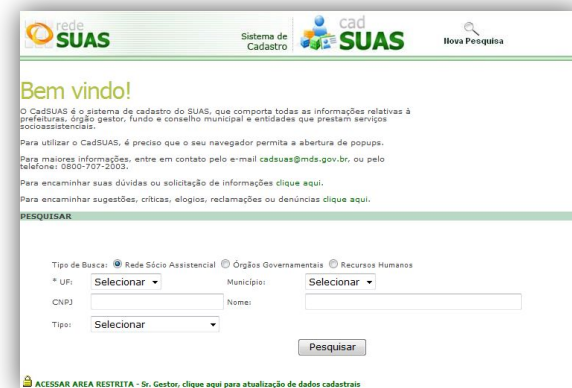 rede
SUAS
Sistema de
Cadastro
cad
SUAS
Nova Pesquisa
Bem vindo!
O CadSUAS é o sistema de cadastro do SUAS, que comporta todas as informações relativas à
prefeituras, órgão gestor, fundo e conselho municipal e entidades que prestam serviços
socioassistenciais.
Para utilizar o CadSUAS, é preciso que o seu navegador permita a abertura de popups.
Para maiores informações, entre em contato pelo e-mail cadsuas@mds.gov.br, ou pelo
telefone: 0800-707-2003.
Para encaminhar suas dúvidas ou solicitação de informações clique aqui.
Para encaminhar sugestões, críticas, elogios, reclamações ou denúncias clique aqui.
PESQUISAR
Tipo de Busca: Rede Sócio Assistencial Órgãos Governamentais Recursos Humanos
* UF: Selecionar Município: Selecionar
CNPJ Nome:
Tipo: Selecionar
Pesquisar
ACESSAR AREA RESTRITA - Sr. Gestor, clique aqui para atualização de dados cadastrais